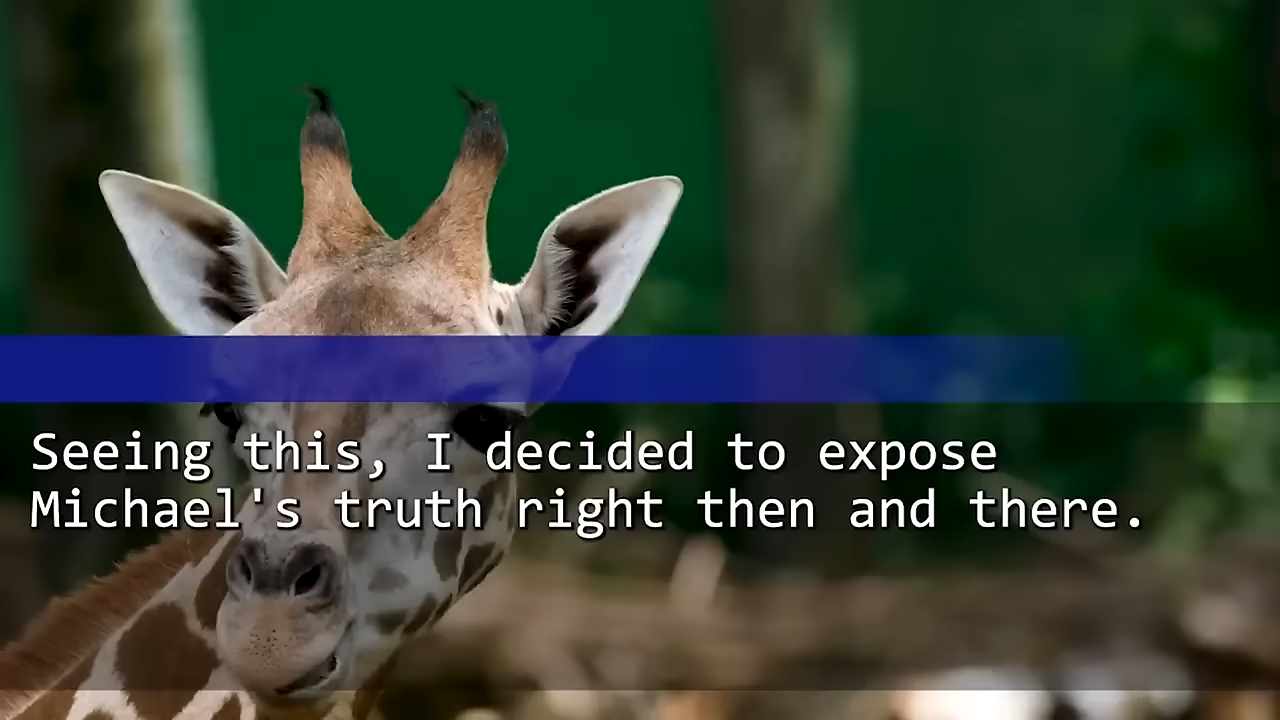 Seeing this, I decided to expose
Michael's truth right then and there.